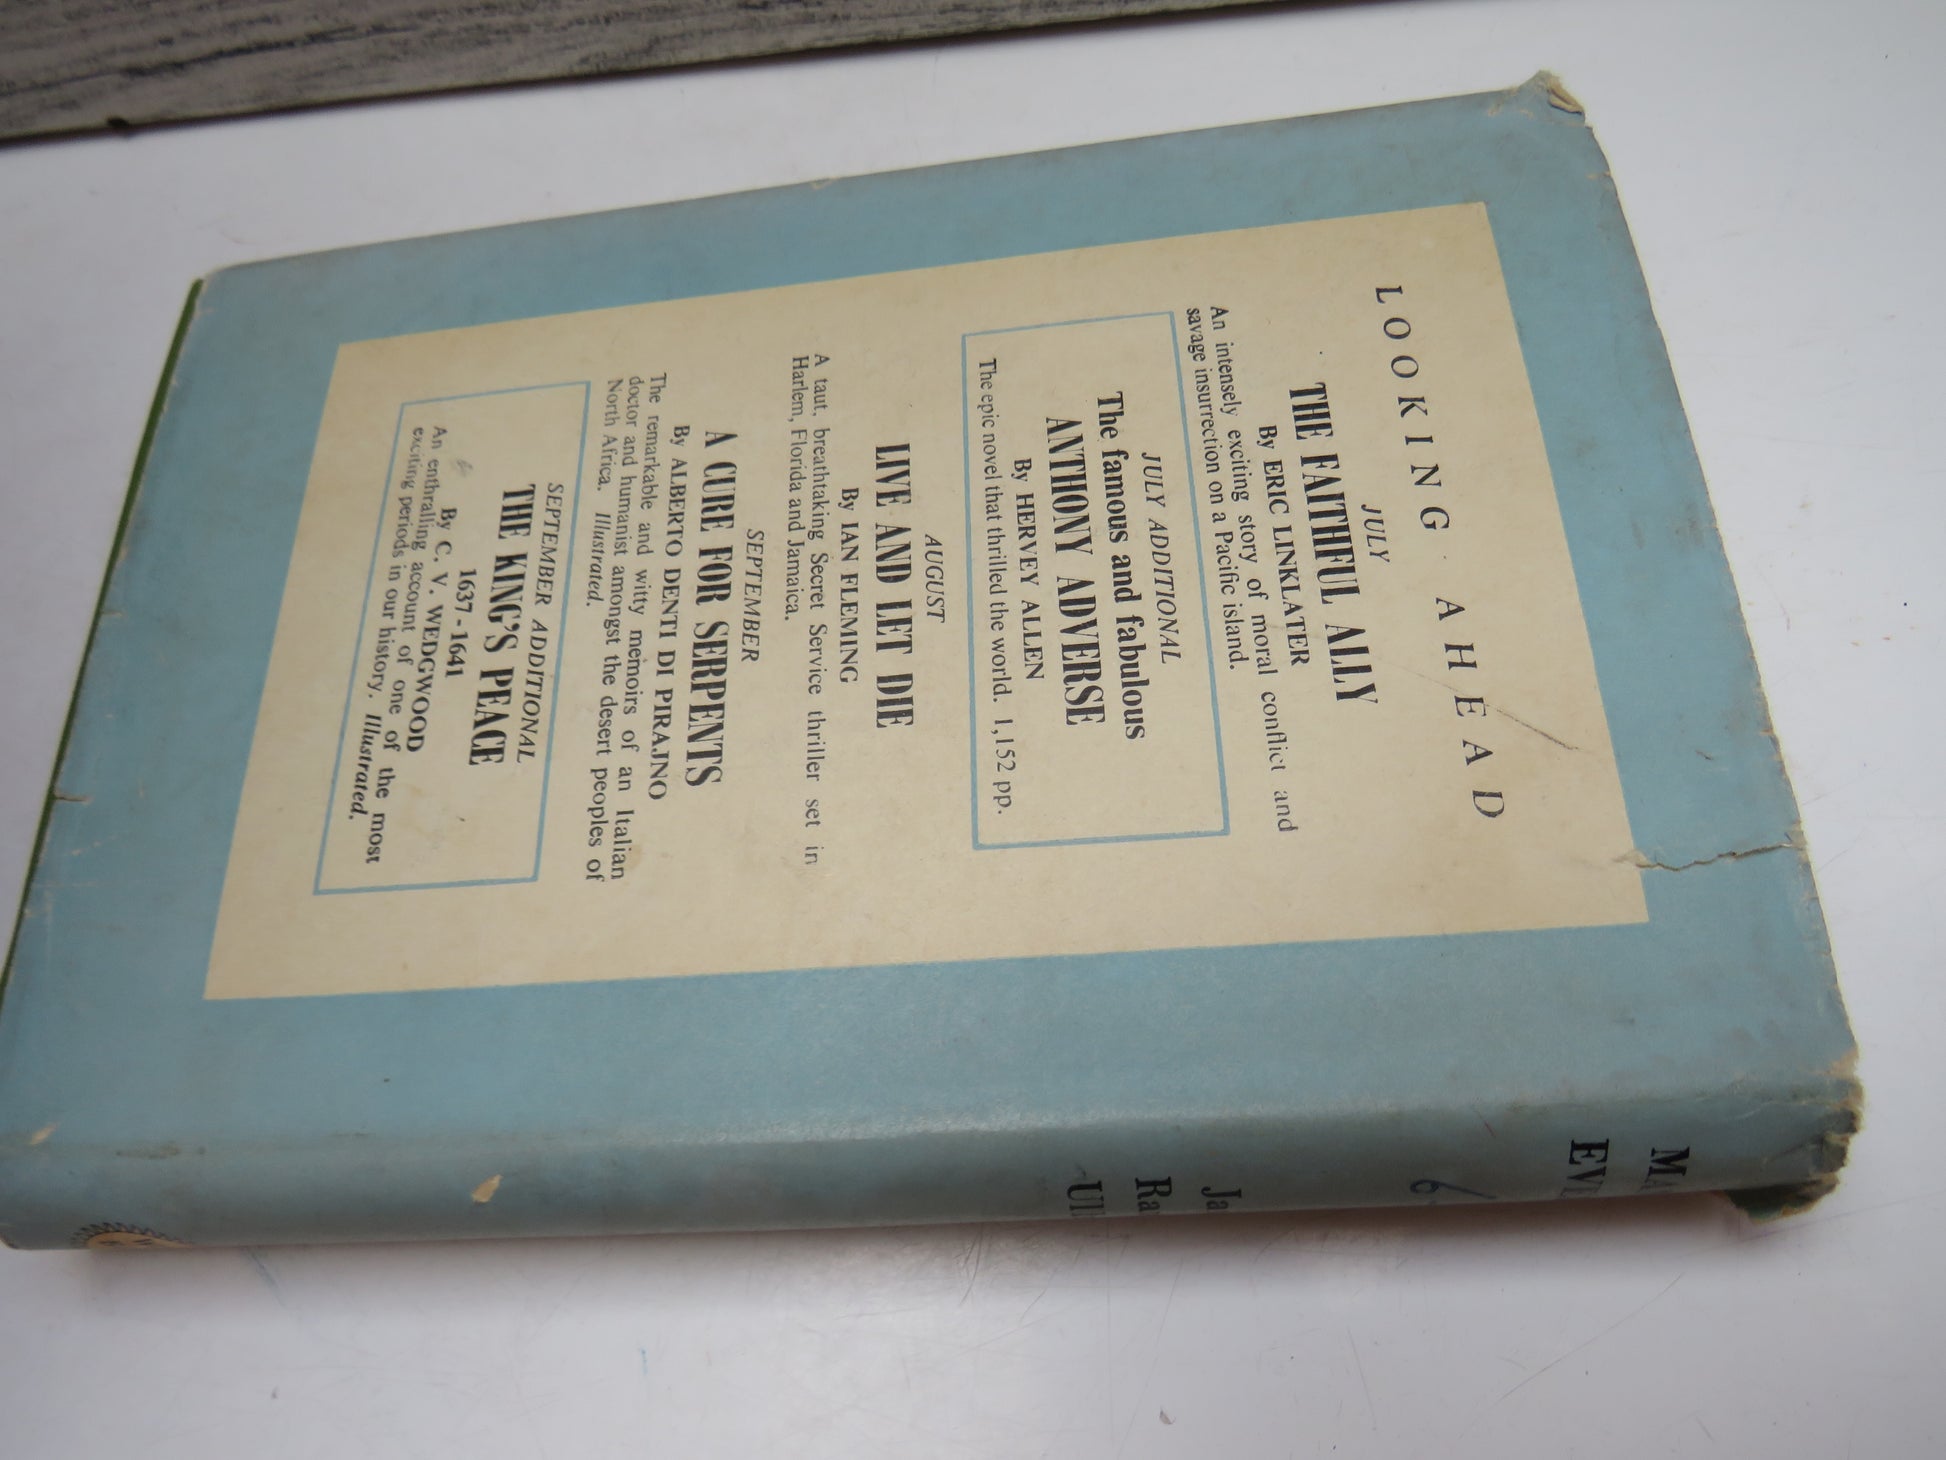 LOOKING AHEAD
JULY
THE FAITHFUL ALLY
By ERIC LINKLATER
An intensely exciting story of moral conflict and
savage insurrection on a Pacific island.
JULY ADDITIONAL
The famous and fabulous
ANTHONY ADVERSE
By HERVEY ALLEN
The epic novel that thrilled the world. 1,152 pp.
AUGUST
LIVE AND LET DIE
By IAN FLEMING
A taut, breathtaking Secret Service thriller set in
Harlem, Florida and Jamaica.
SEPTEMBER
A CURE FOR SERPENTS
By ALBERTO DENTI DI PIRAJNO
The remarkable and witty memoirs of an Italian
doctor and humanist amongst the desert peoples of
North Africa. Illustrated.
SEPTEMBER ADDITIONAL
THE KING'S PEACE
1637-1641
By C. V. WEDGWOOD
An enthralling account of one of the most
exciting periods in our history. Illustrated.